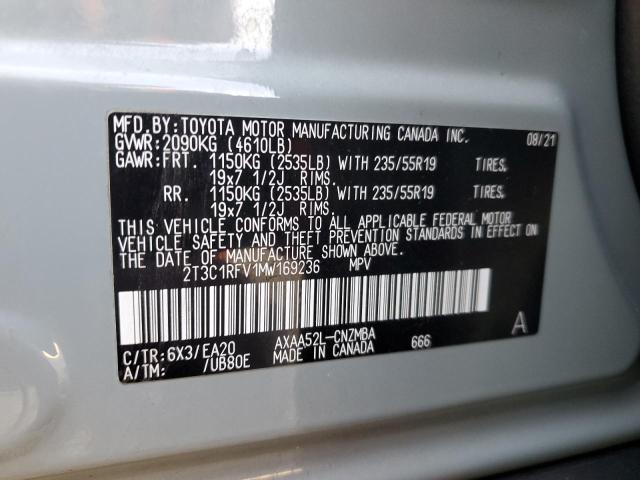 MFD.BY:TOYOTA MOTOR MANUFACTURING CANADA INC. 08/21
GVWR:2090KG (4610LB)
GAWR:FRT. 1150KG (2535LB) WITH 235/55R19 TIRES.
19x7 1/2J RIMS.
RR. 1150KG (2535LB) WITH 235/55R19 TIRES.
19x7 1/2J RIMS.
THIS VEHICLE CONFORMS TO ALL APPLICABLE FEDERAL MOTOR
VEHICLE SAFETY AND THEFT PREVENTION STANDARDS IN EFFECT ON
THE DATE OF MANUFACTURE SHOWN ABOVE.
2T3C1RFV1MW169236 MPV
A
C/TR:6X3/EA20 AXAA52L-CNZMBA 666
A/TM: /UB80E MADE IN CANADA